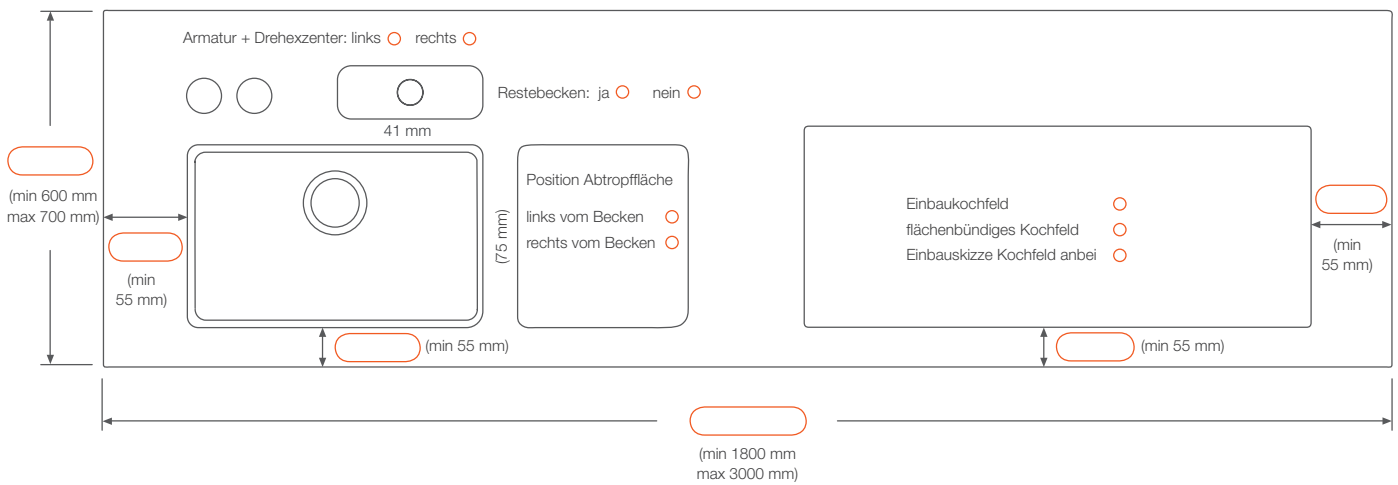 Armatur + Drehexzenter: links rechts
Restebecken: ja nein
41 mm
(min 600 mm
max 700 mm)
(min
55 mm)
Position Abtropffläche
links vom Becken
rechts vom Becken
(75 mm)
(min 55 mm)
Einbaukochfeld
flächenbündiges Kochfeld
Einbauskizze Kochfeld anbei
(min
55 mm)
(min 55 mm)
(min 1800 mm
max 3000 mm)